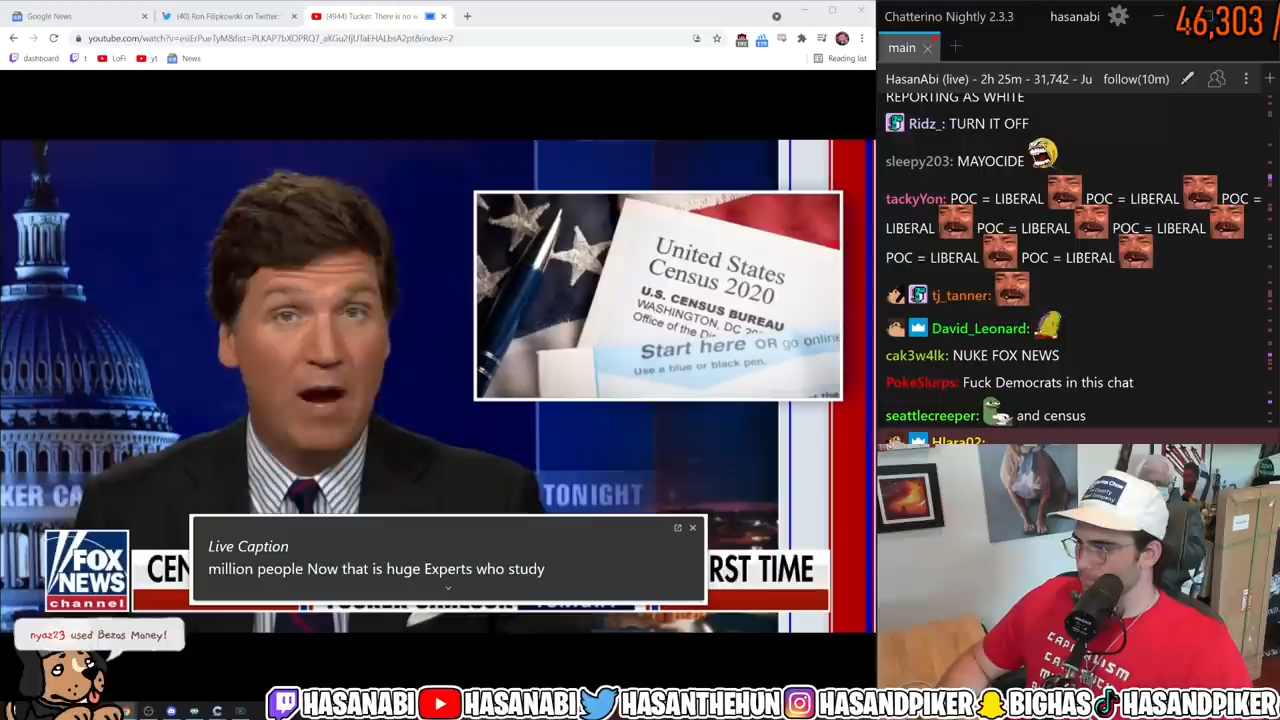 Google News
(40) Ron Filipkowski on Twitter:
(4944) Tucker: There is no w
youtube.com/watch?v=esiErPueTyM&list=PLKAP7bXOPRQ7_aKGu2fjUTaEHALbsA2pt&index=2
dashboard
t
LoFi
yt
News
Reading list
United States
Census 2020
U.S. CENSUS BUREAU
WASHINGTON, DC
Office of the
Start here OR go online
Use a blue or black pen.
KER CA
TONIGHT
FOX
NEWS
channel
CEN
RST TIME
Live Caption
million people Now that is huge Experts who study
TUCKER CARLSON TONIGHT
nyaz23 used Bezos Money!
Chatterino Nightly 2.3.3
hasanabi
46,303 /
main
HasanAbi (live) - 2h 25m - 31,742 - Ju
follow(10m)
REPORTING AS WHITE
Ridz_: TURN IT OFF
sleepy203: MAYOCIDE
tackyYon: POC = LIBERAL POC = LIBERAL POC =
LIBERAL POC = LIBERAL POC = LIBERAL
POC = LIBERAL POC = LIBERAL
tj_tanner:
David_Leonard:
cak3w4lk: NUKE FOX NEWS
PokeSlurps: Fuck Democrats in this chat
seattlecreeper: and census
Hlara02:
CAPITALISM
HASANABI
HASANABI
HASANTHEHUN
HASANDPIKER
BIGHAS
HASANDPIKER